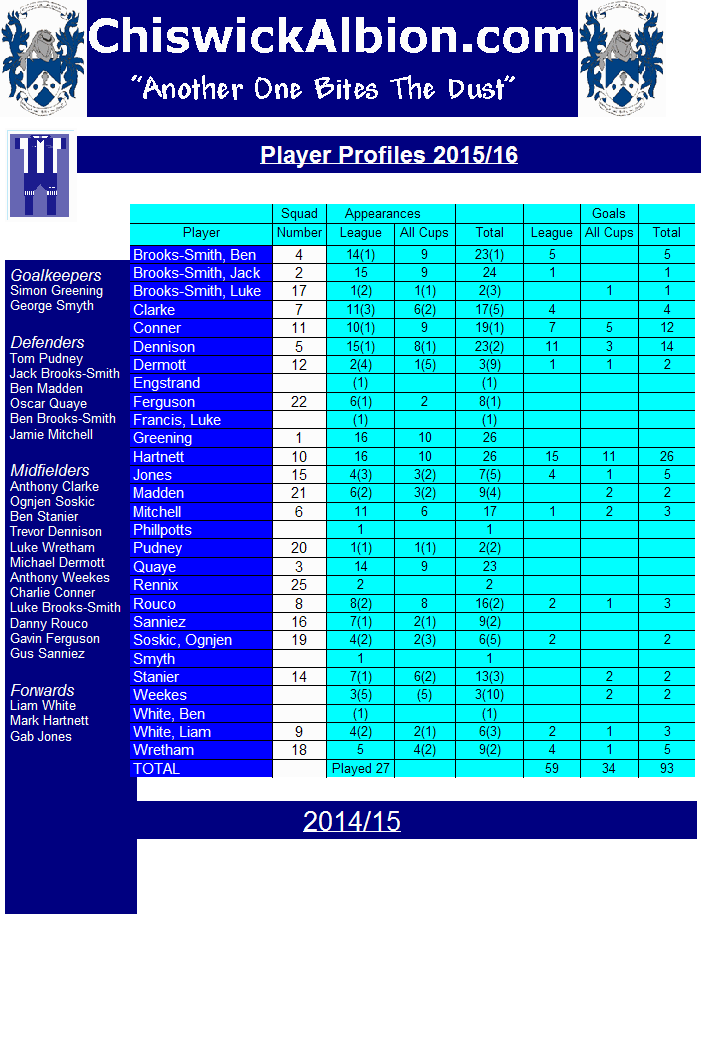 ChiswickAlbion.com
"Another One Bites The Dust"
Player Profiles 2015/16
Goalkeepers
Simon Greening
George Smyth
Defenders
Tom Pudney
Jack Brooks-Smith
Ben Madden
Oscar Quaye
Ben Brooks-Smith
Jamie Mitchell
Midfielders
Anthony Clarke
Ognjen Soskic
Ben Stanier
Trevor Dennison
Luke Wretham
Michael Dermott
Anthony Weekes
Charlie Conner
Luke Brooks-Smith
Danny Rouco
Gavin Ferguson
Gus Sanniez
Forwards
Liam White
Mark Hartnett
Gab Jones
Squad Appearances Goals
Player Number League All Cups Total League All Cups Total
Brooks-Smith, Ben 4 14(1) 9 23(1) 5 5
Brooks-Smith, Jack 2 15 9 24 1 1
Brooks-Smith, Luke 17 1(2) 1(1) 2(3) 1 1
Clarke 7 11(3) 6(2) 17(5) 4 4
Conner 11 10(1) 9 19(1) 7 5 12
Dennison 5 15(1) 8(1) 23(2) 11 3 14
Dermott 12 2(4) 1(5) 3(9) 1 1 2
Engstrand (1) (1)
Ferguson 22 6(1) 2 8(1)
Francis, Luke (1) (1)
Greening 1 16 10 26
Hartnett 10 16 10 26 15 11 26
Jones 15 4(3) 3(2) 7(5) 4 1 5
Madden 21 6(2) 3(2) 9(4) 2 2
Mitchell 6 11 6 17 1 2 3
Phillpotts 1 1
Pudney 20 1(1) 1(1) 2(2)
Quaye 3 14 9 23
Rennix 25 2 2
Rouco 8 8(2) 8 16(2) 2 1 3
Sanniez 16 7(1) 2(1) 9(2)
Soskic, Ognjen 19 4(2) 2(3) 6(5) 2 2
Smyth 1 1
Stanier 14 7(1) 6(2) 13(3) 2 2
Weekes 3(5) (5) 3(10) 2 2
White, Ben (1) (1)
White, Liam 9 4(2) 2(1) 6(3) 2 1 3
Wretham 18 5 4(2) 9(2) 4 1 5
TOTAL Played 27 59 34 93
2014/15